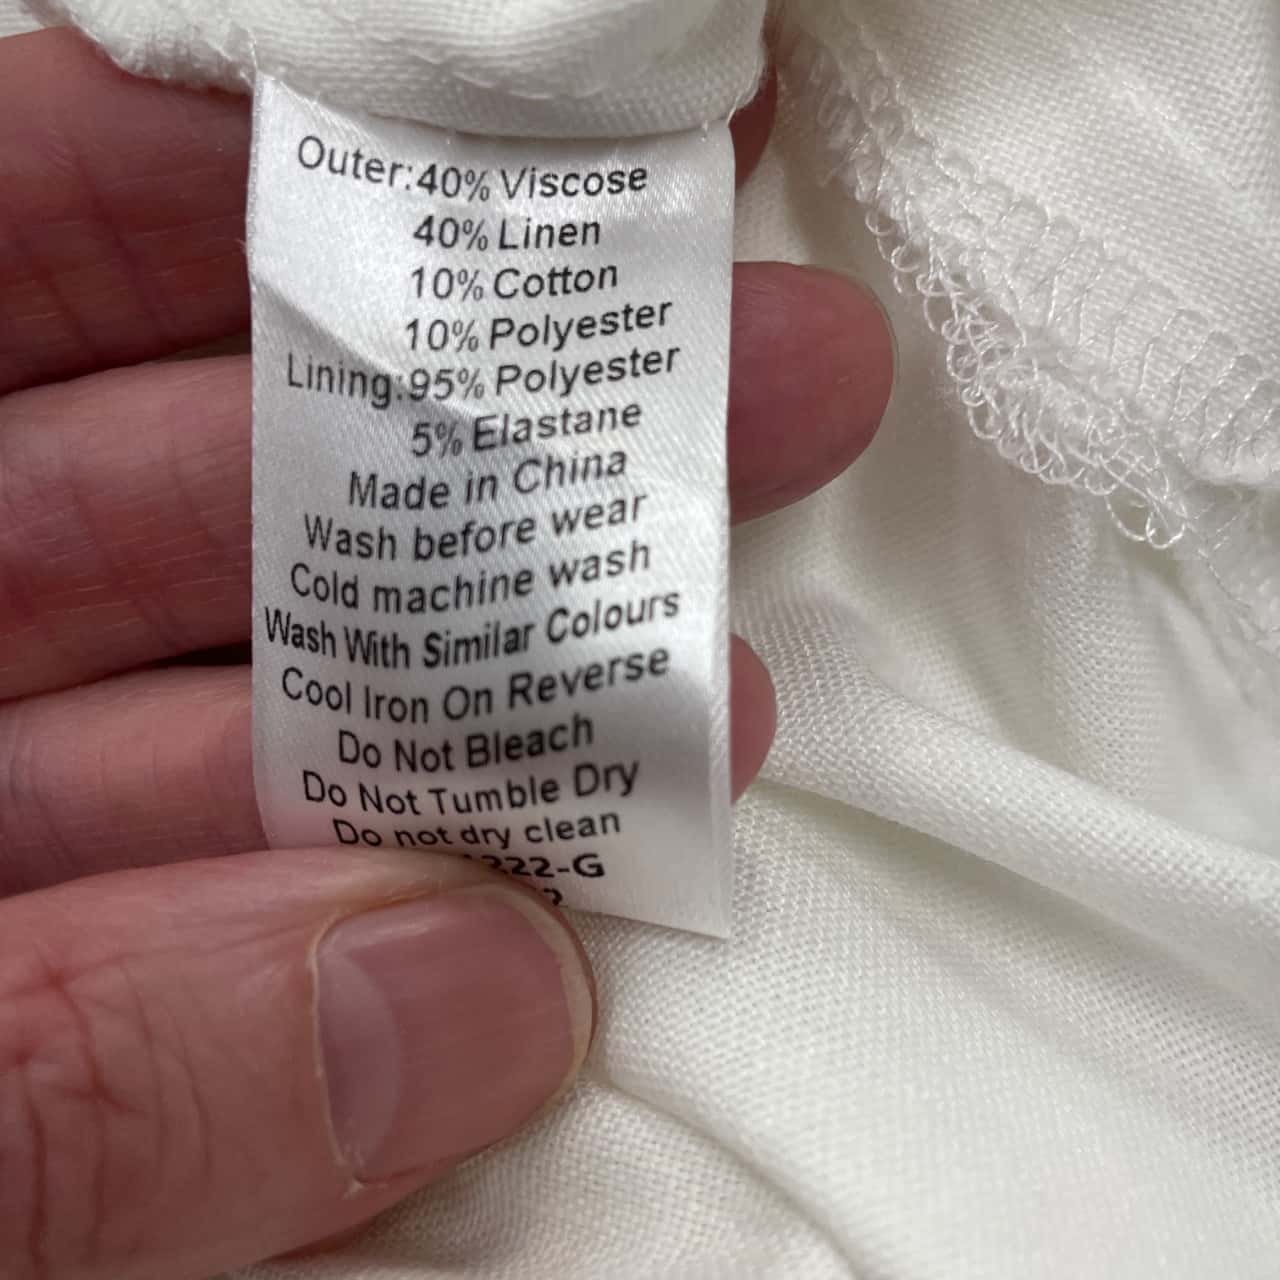 Outer:40% Viscose
40% Linen
10% Cotton
10% Polyester
Lining:95% Polyester
5% Elastane
Made in China
Wash before wear
Cold machine wash
Wash With Similar Colours
Cool Iron On Reverse
Do Not Bleach
Do Not Tumble Dry
Do not dry clean